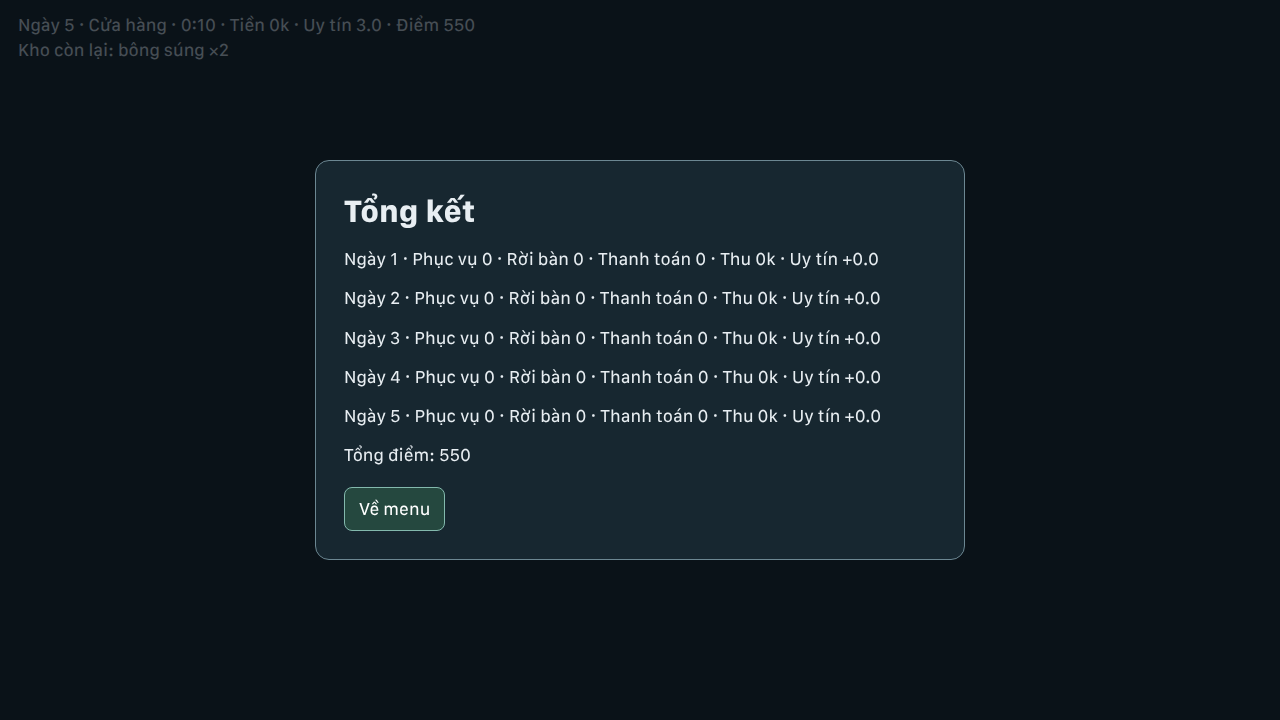 Ngày 5 · Cửa hàng · 0:10 · Tiền 0k · Uy tín 3.0 · Điểm 550
Kho còn lại: bông súng ×2
Tổng kết
Ngày 1 · Phục vụ 0 · Rời bàn 0 · Thanh toán 0 · Thu 0k · Uy tín +0.0
Ngày 2 · Phục vụ 0 · Rời bàn 0 · Thanh toán 0 · Thu 0k · Uy tín +0.0
Ngày 3 · Phục vụ 0 · Rời bàn 0 · Thanh toán 0 · Thu 0k · Uy tín +0.0
Ngày 4 · Phục vụ 0 · Rời bàn 0 · Thanh toán 0 · Thu 0k · Uy tín +0.0
Ngày 5 · Phục vụ 0 · Rời bàn 0 · Thanh toán 0 · Thu 0k · Uy tín +0.0
Tổng điểm: 550
Về menu